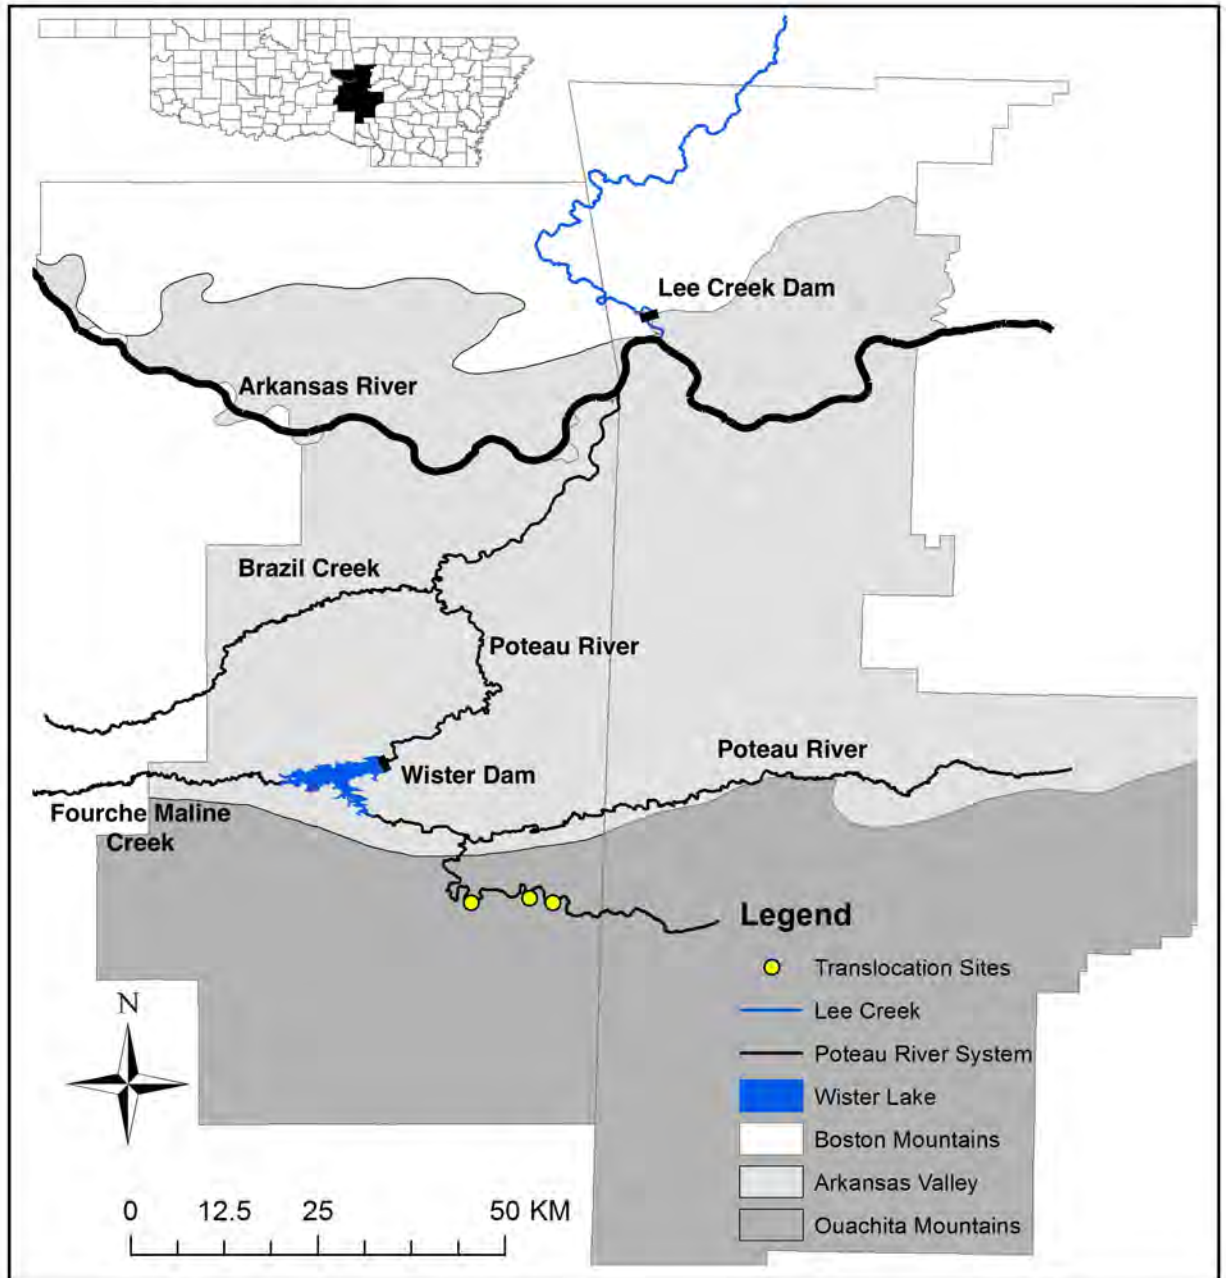 Lee Creek Dam
Arkansas River
Brazil Creek
Poteau River
Poteau River
Wister Dam
Fourche Maline
Creek
N
0 12.5 25 50 KM
Legend
Translocation Sites
Lee Creek
Poteau River System
Wister Lake
Boston Mountains
Arkansas Valley
Ouachita Mountains